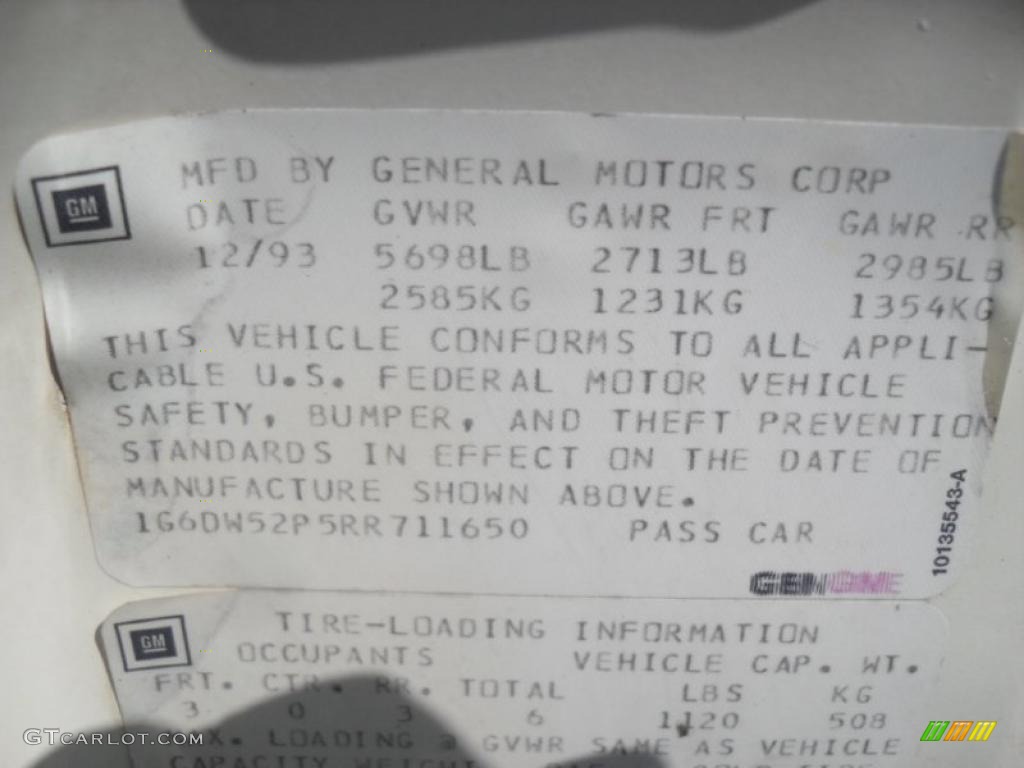 MFD BY GENERAL MOTORS CORP
GM
DATE GVWR GAWR FRT GAWR RR
12/93 5698LB 2713LB 2985LB
2585KG 1231KG 1354KG
THIS VEHICLE CONFORMS TO ALL APPLI-
CABLE U.S. FEDERAL MOTOR VEHICLE
SAFETY, BUMPER, AND THEFT PREVENTION
STANDARDS IN EFFECT ON THE DATE OF
MANUFACTURE SHOWN ABOVE.
1G6DW52P5RR711650 PASS CAR
10135543-A
GM
TIRE-LOADING INFORMATION
OCCUPANTS VEHICLE CAP. WT.
FRT. CTR. RR. TOTAL LBS KG
3 0 3 6 1120 508
LOADING @ GVWR SAME AS VEHICLE
CAPACITY WEIGHT
GTCARLOT.COM